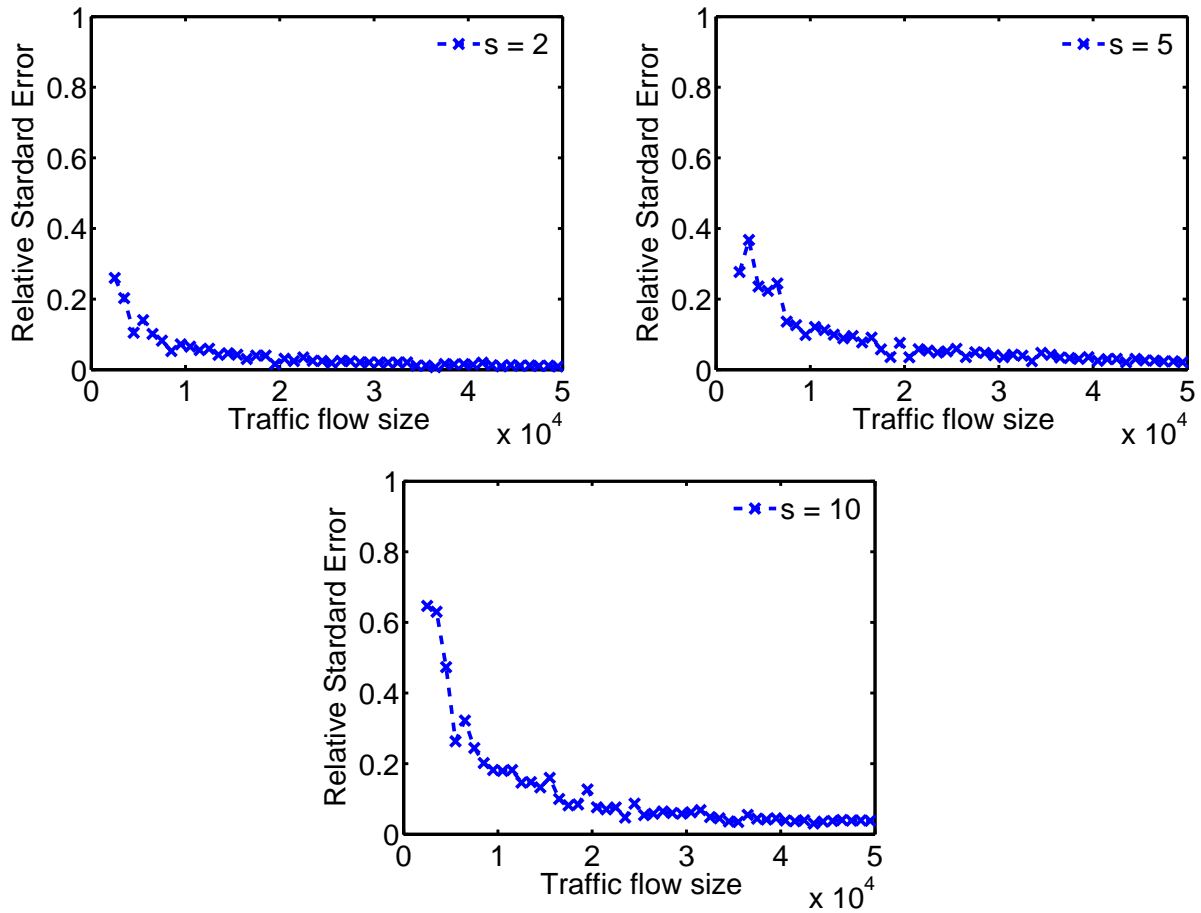 Relative Stardard Error
1
0.8
0.6
0.4
0.2
0
s = 2
0 1 2 3 4 5
Traffic flow size
x 10^4
Relative Stardard Error
1
0.8
0.6
0.4
0.2
0
s = 5
0 1 2 3 4 5
Traffic flow size
x 10^4
Relative Stardard Error
1
0.8
0.6
0.4
0.2
0
s = 10
0 1 2 3 4 5
Traffic flow size
x 10^4